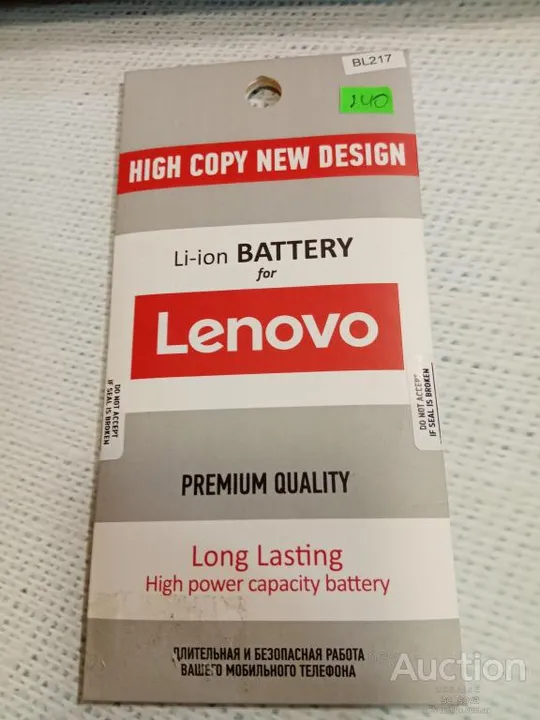 BL217
240
HIGH COPY NEW DESIGN
Li-ion BATTERY
for
Lenovo
DO NOT ACCEPT
IF SEAL IS BROKEN
DO NOT ACCEPT
IF SEAL IS BROKEN
PREMIUM QUALITY
Long Lasting
High power capacity battery
ДЛИТЕЛЬНАЯ И БЕЗОПАСНАЯ РАБОТА
ВАШЕГО МОБИЛЬНОГО ТЕЛЕФОНА
Auction